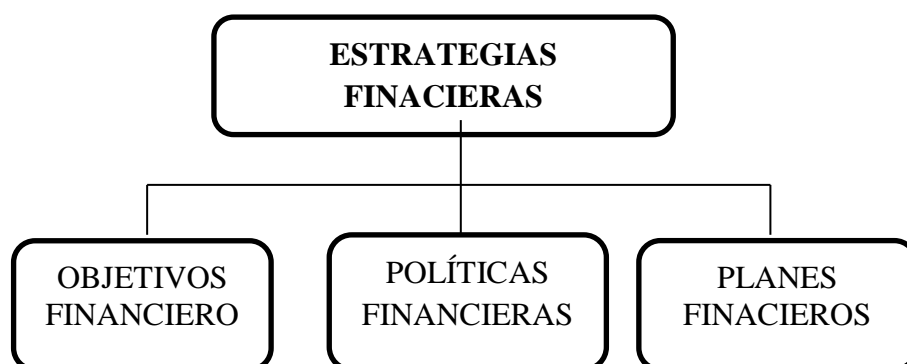 ESTRATEGIAS
FINACIERAS
OBJETIVOS
FINANCIERO
POLÍTICAS
FINANCIERAS
PLANES
FINACIEROS